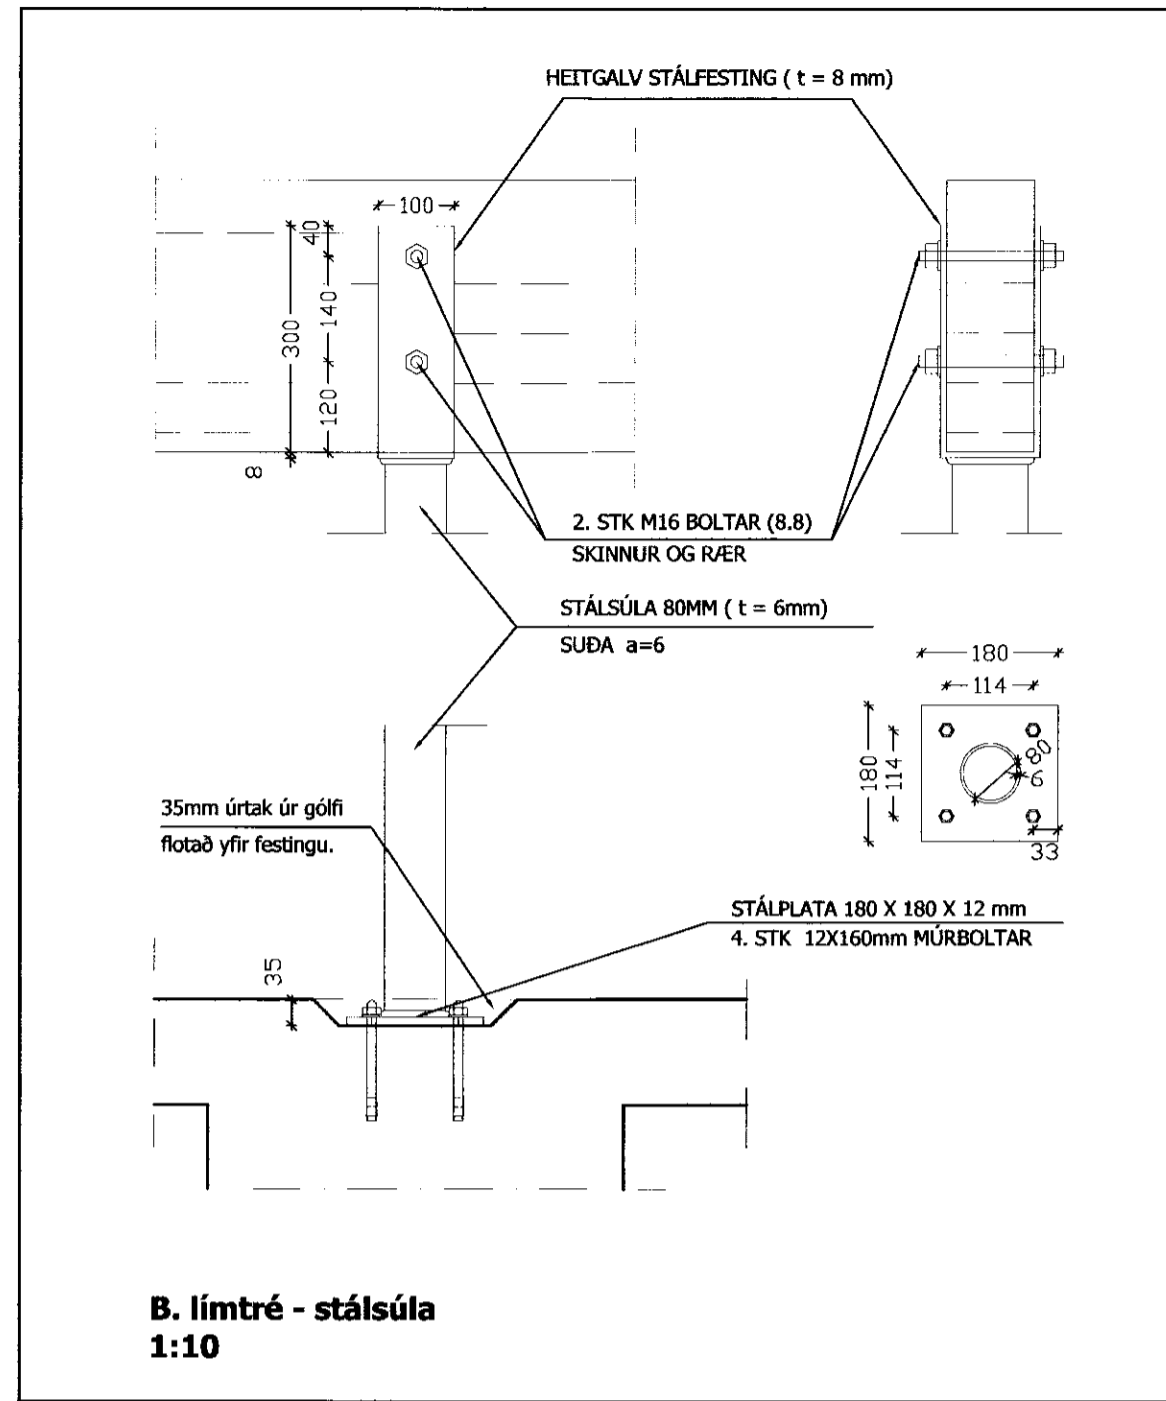 HEITGALV STÁLFESTING ( t = 8 mm)
100
40
140
300
120
8
2. STK M16 BOLTAR (8.8)
SKINNUR OG RÆR
STÁLSÚLA 80MM ( t = 6mm)
SUÐA a=6
180
114
180
114
80
6
33
35mm úrtak úr gólfi
flotað yfir festingu.
STÁLPLATA 180 X 180 X 12 mm
4. STK 12X160mm MÚRBOLTAR
35
B. límtré - stálsúla
1:10